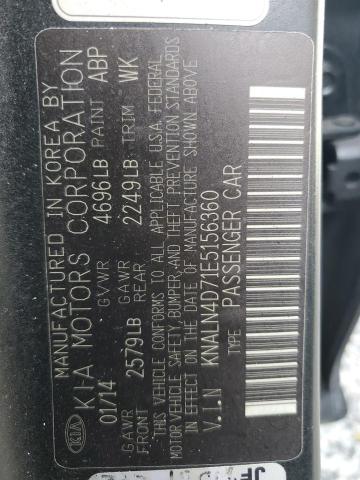 MANUFACTURED IN KOREA BY
KIA MOTORS CORPORATION
KIA
01/14 GVWR 4696LB PAINT ABP
GAWR FRONT 2579LB GAWR REAR 2249LB TRIM WK
THIS VEHICLE CONFORMS TO ALL APPLICABLE U.S.A. FEDERAL
MOTOR VEHICLE SAFETY, BUMPER, AND THEFT PREVENTION STANDARDS
IN EFFECT ON THE DATE OF MANUFACTURE SHOWN ABOVE
V.I.N KNALN4D71E5156360
TYPE PASSENGER CAR